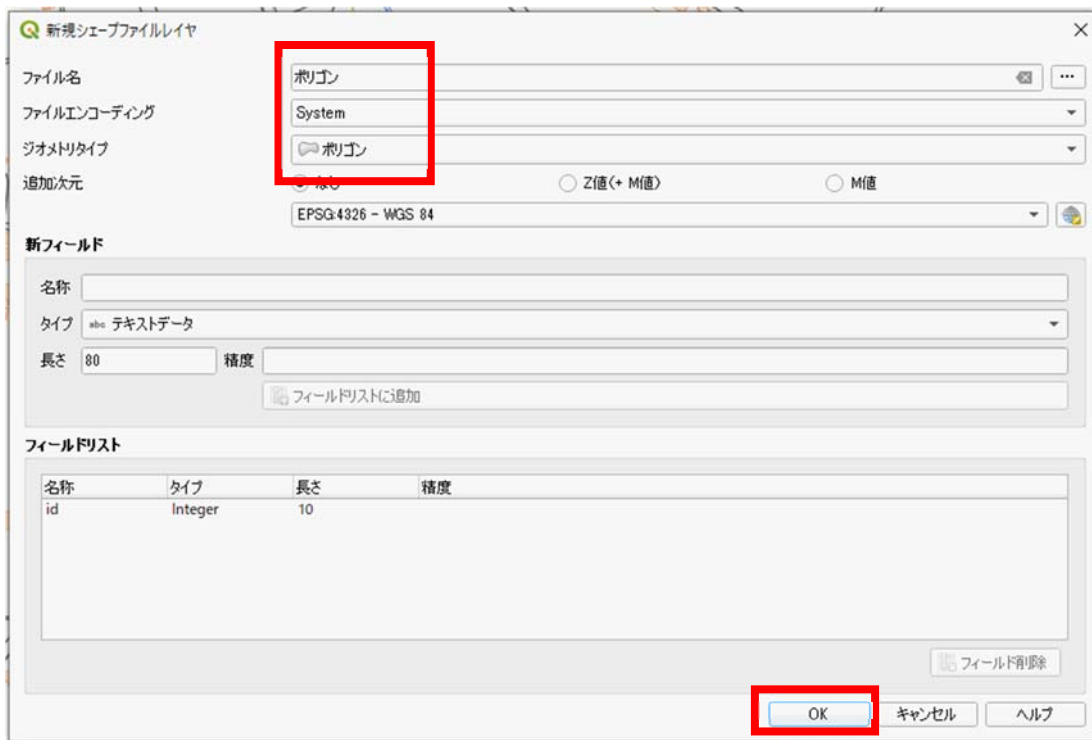 新規シェープファイルレイヤ
ファイル名 ポリゴン ...
ファイルエンコーディング System
ジオメトリタイプ ポリゴン
追加次元 なし Z値(+ M値) M値
EPSG:4326 - WGS 84
新フィールド
名称
タイプ abc テキストデータ
長さ 80 精度
フィールドリストに追加
フィールドリスト
名称 タイプ 長さ 精度
id Integer 10
フィールド削除
OK キャンセル ヘルプ